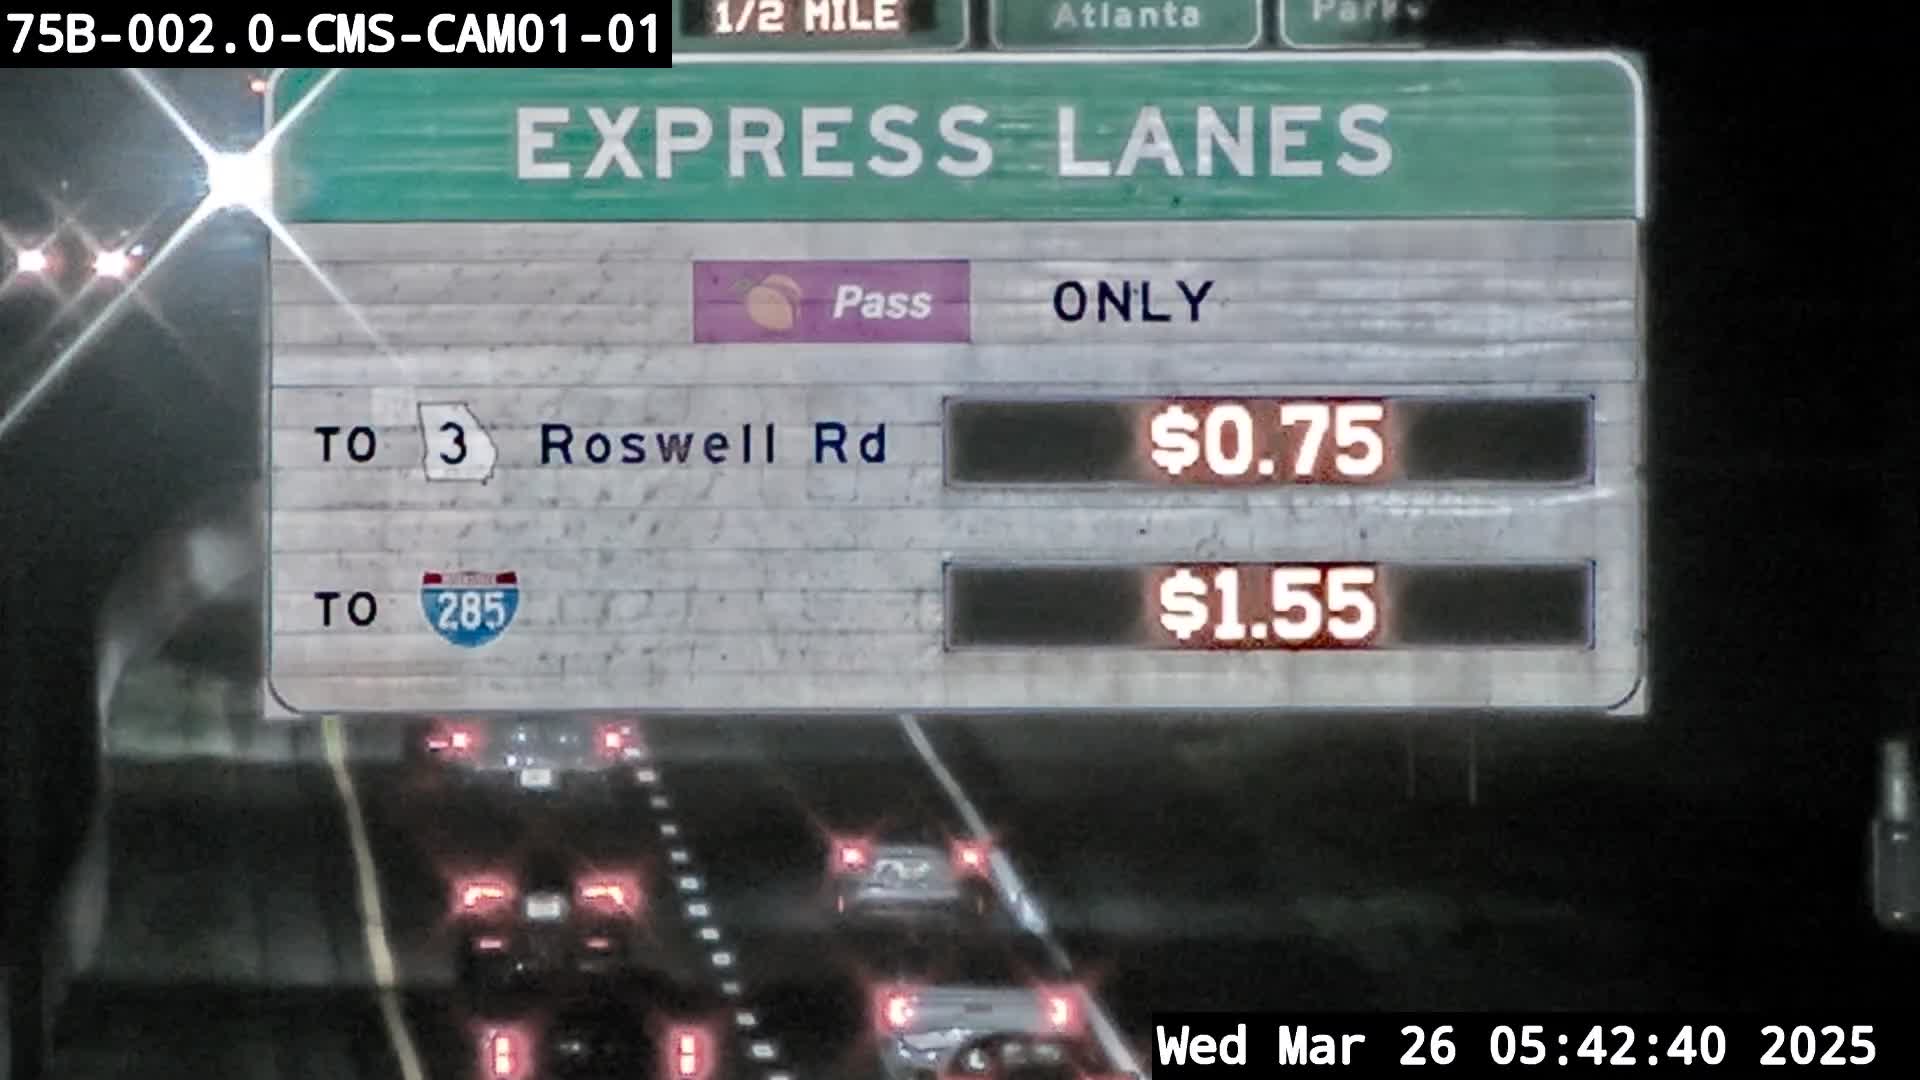 75B-002.0-CMS-CAM01-01
1/2 MILE
Atlanta
EXPRESS LANES
Pass ONLY
TO 3 Roswell Rd $0.75
TO 285 $1.55
Wed Mar 26 05:42:40 2025